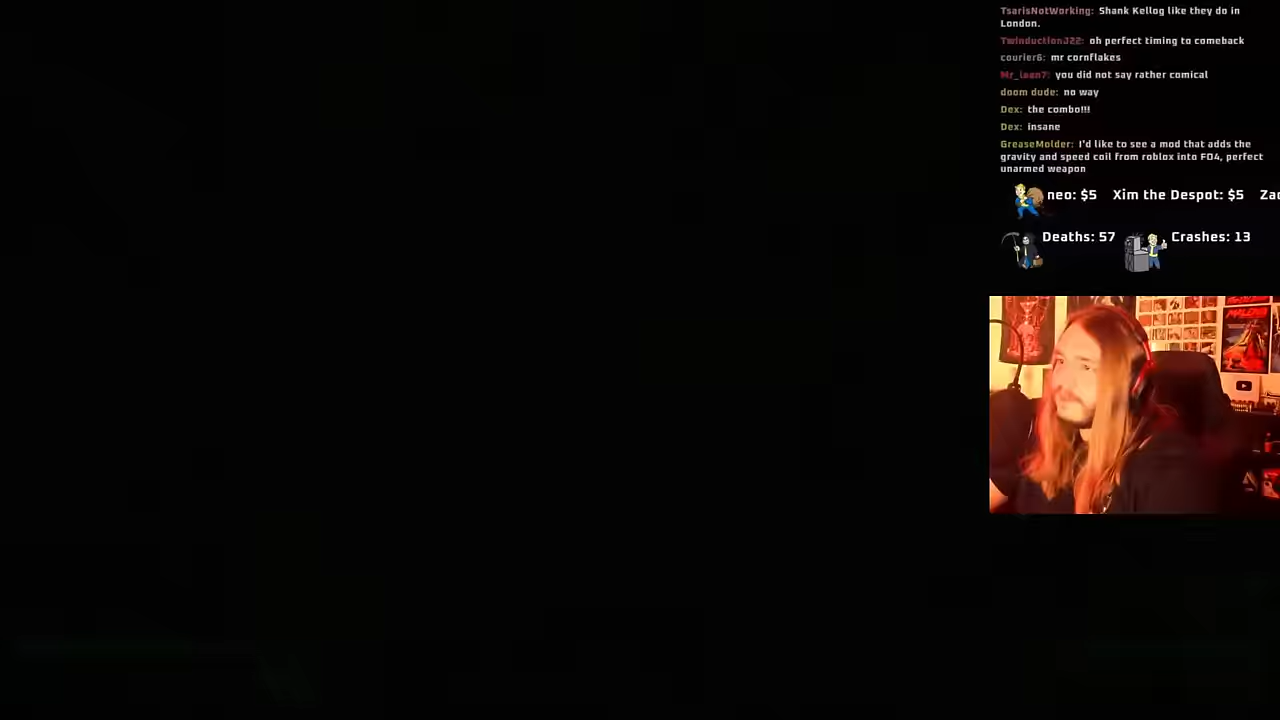 TsarisNotWorking: Shank Kellog like they do in
London.
TwinductionJ22: oh perfect timing to comeback
courier6: mr cornflakes
you did not say rather comical
doom dude: no way
Dex: the combo!!!
Dex: insane
GreaseMolder: I'd like to see a mod that adds the
gravity and speed coil from roblox into FO4, perfect
unarmed weapon
neo: $5 Xim the Despot: $5
Deaths: 57 Crashes: 13